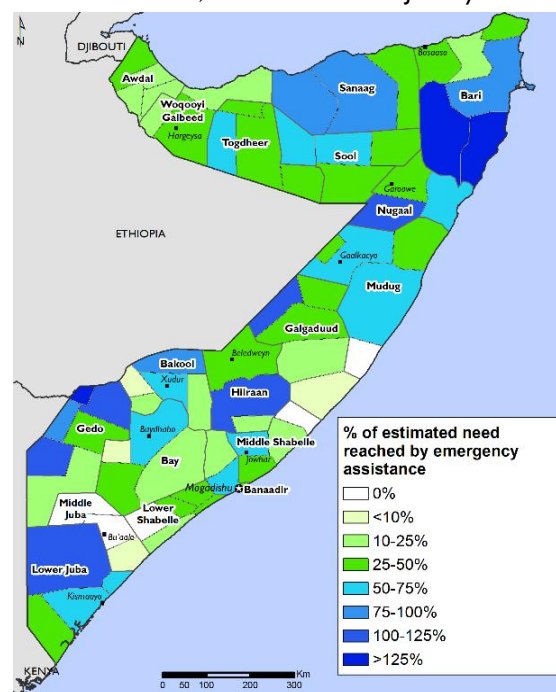 N
DJIBOUTI
Bosaaso
Awdal
Sanaag
Bari
Woqooyi
Galbeed
Hargeysa
Togdheer
Sool
Garoowe
Nugaal
ETHIOPIA
Gaalkacyo
Mudug
Galgaduud
Beledweyn
Bakool
Xudur
Hiiraan
Gedo
Baydhabo
Bay
Middle Shabelle
Jowhar
Mogadishu
Banaadir
Middle
Juba
Lower
Shabelle
Bu'aale
Lower Juba
Kismaayo
KENYA
% of estimated need
reached by emergency
assistance
0%
<10%
10-25%
25-50%
50-75%
75-100%
100-125%
>125%
Km
0 50 100 200 300